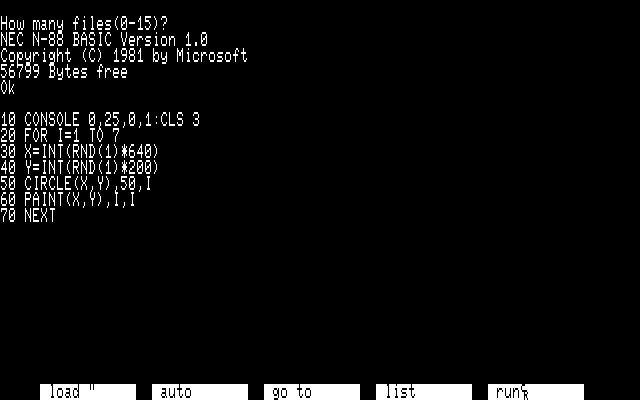 How many files(0-15)?
NEC N-88 BASIC Version 1.0
Copyright (C) 1981 by Microsoft
56799 Bytes free
Ok
10 CONSOLE 0,25,0,1:CLS 3
20 FOR I=1 TO 7
30 X=INT(RND(1)*640)
40 Y=INT(RND(1)*200)
50 CIRCLE(X,Y),50,I
60 PAINT(X,Y),I,I
70 NEXT
load " auto go to list run␍